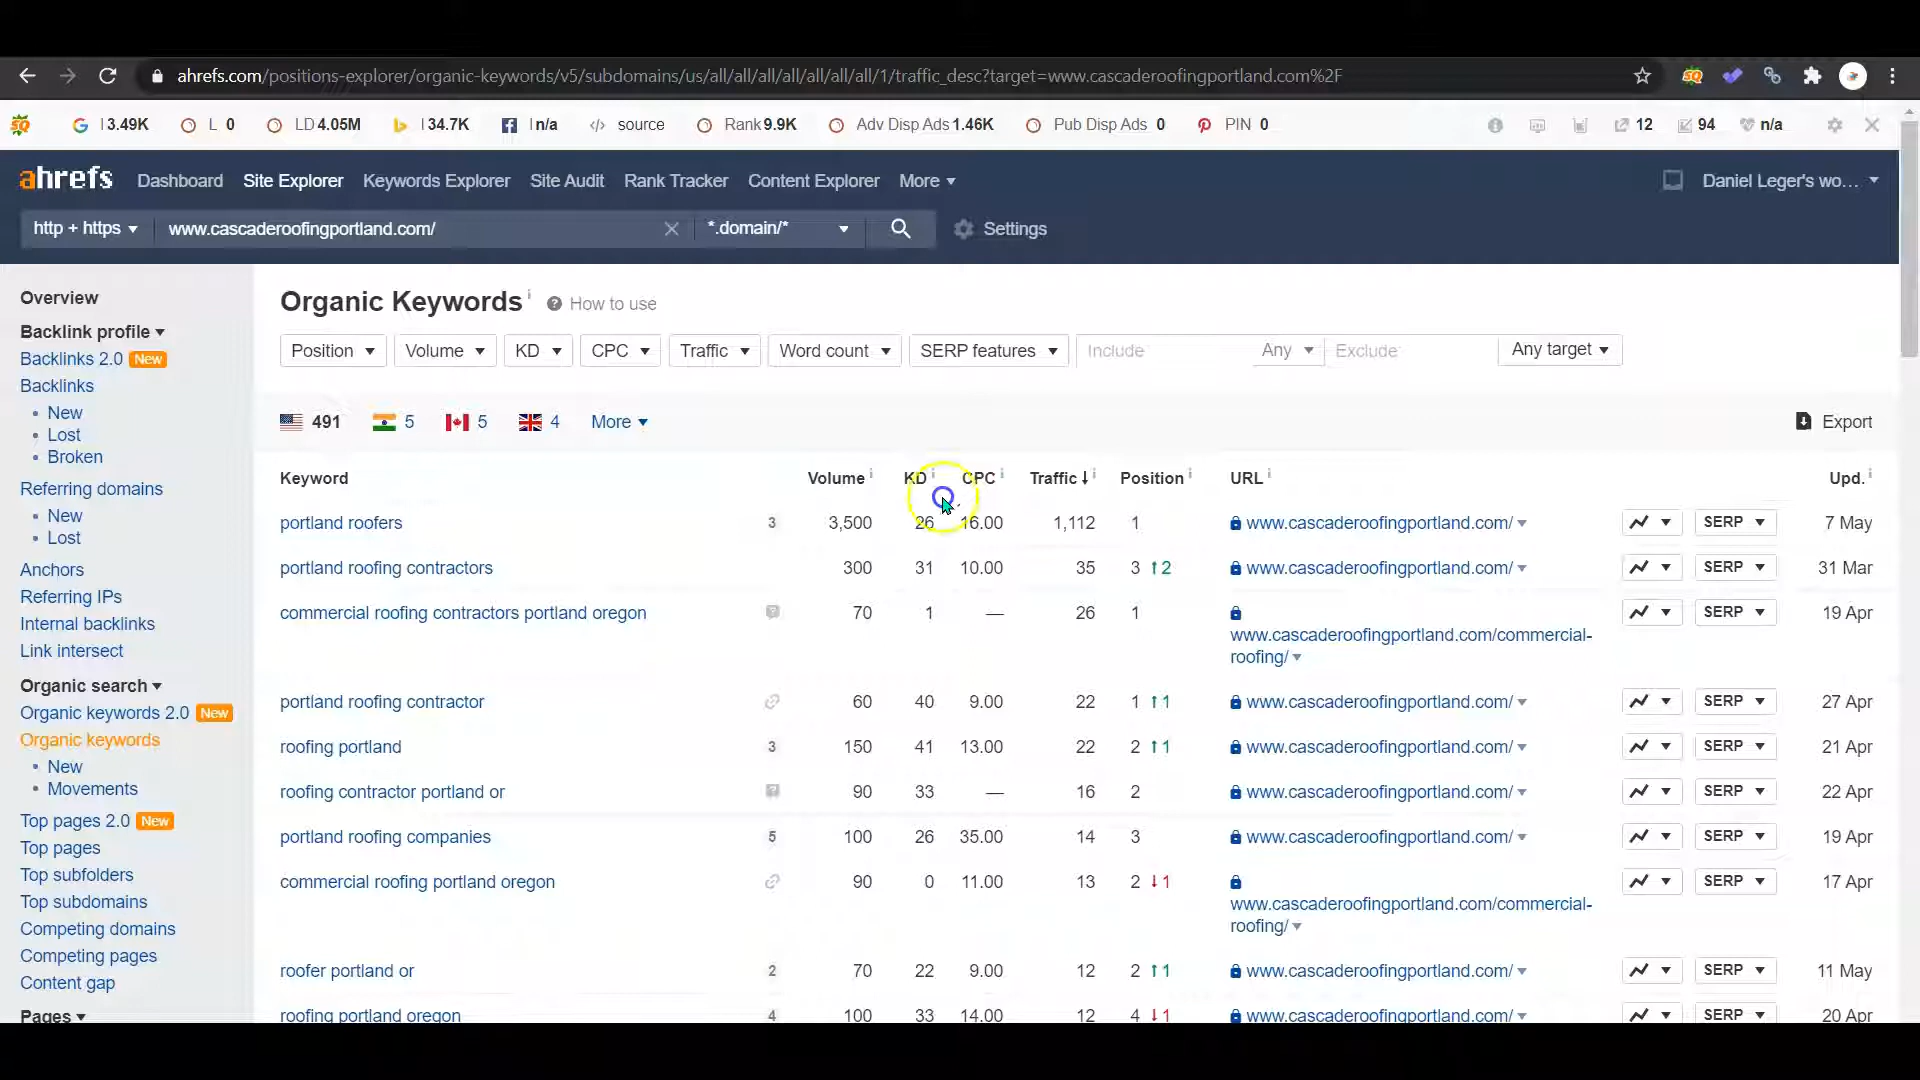 ahrefs.com/positions-explorer/organic-keywords/v5/subdomains/us/all/all/all/all/all/all/all/1/traffic_desc?target=www.cascaderoofingportland.com%2F
SQ I 3.49K L 0 LD 4.05M I 34.7K I n/a source Rank 9.9K Adv Disp Ads 1.46K Pub Disp Ads 0 PIN 0 12 94 n/a
ahrefs Dashboard Site Explorer Keywords Explorer Site Audit Rank Tracker Content Explorer More Daniel Leger's wo...
http + https www.cascaderoofingportland.com/ *.domain/* Settings
Overview
Backlink profile
Backlinks 2.0 New
Backlinks
New
Lost
Broken
Referring domains
New
Lost
Anchors
Referring IPs
Internal backlinks
Link intersect
Organic search
Organic keywords 2.0 New
Organic keywords
New
Movements
Top pages 2.0 New
Top pages
Top subfolders
Top subdomains
Competing domains
Competing pages
Content gap
Pages
Organic Keywords i How to use
Position Volume KD CPC Traffic Word count SERP features Include Any Exclude Any target
491 5 5 4 More Export
Keyword Volume i KD i CPC i Traffic i Position i URL i Upd. i
portland roofers 3 3,500 26 16.00 1,112 1 www.cascaderoofingportland.com/ SERP 7 May
portland roofing contractors 300 31 10.00 35 3 ↑2 www.cascaderoofingportland.com/ SERP 31 Mar
commercial roofing contractors portland oregon 70 1 — 26 1 SERP 19 Apr
www.cascaderoofingportland.com/commercial-
roofing/
portland roofing contractor 60 40 9.00 22 1 ↑1 www.cascaderoofingportland.com/ SERP 27 Apr
roofing portland 3 150 41 13.00 22 2 ↑1 www.cascaderoofingportland.com/ SERP 21 Apr
roofing contractor portland or 90 33 — 16 2 www.cascaderoofingportland.com/ SERP 22 Apr
portland roofing companies 5 100 26 35.00 14 3 www.cascaderoofingportland.com/ SERP 19 Apr
commercial roofing portland oregon 90 0 11.00 13 2 ↓1 SERP 17 Apr
www.cascaderoofingportland.com/commercial-
roofing/
roofer portland or 2 70 22 9.00 12 2 ↑1 www.cascaderoofingportland.com/ SERP 11 May
roofing portland oregon 4 100 33 14.00 12 4 ↓1 www.cascaderoofingportland.com/ SERP 20 Apr